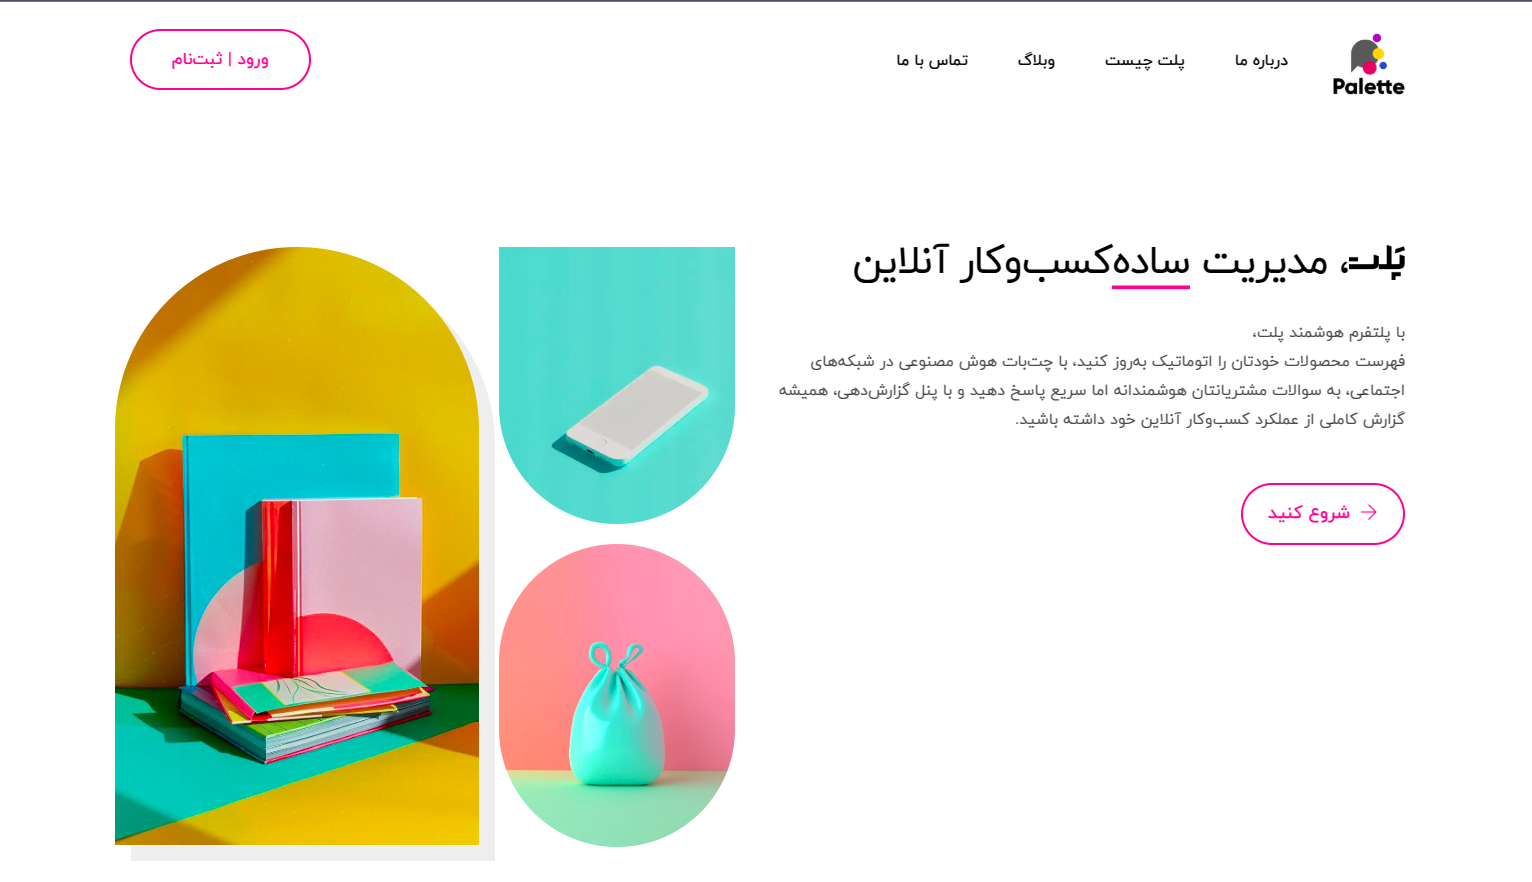 Palette
درباره ما
پلت چیست
وبلاگ
تماس با ما
ورود | ثبت‌نام
پَلت، مدیریت ساده‌کسب‌وکار آنلاین
با پلتفرم هوشمند پلت،
فهرست محصولات خودتان را اتوماتیک به‌روز کنید، با چت‌بات هوش مصنوعی در شبکه‌های
اجتماعی، به سوالات مشتریانتان هوشمندانه اما سریع پاسخ دهید و با پنل گزارش‌دهی، همیشه
گزارش کاملی از عملکرد کسب‌وکار آنلاین خود داشته باشید.
شروع کنید